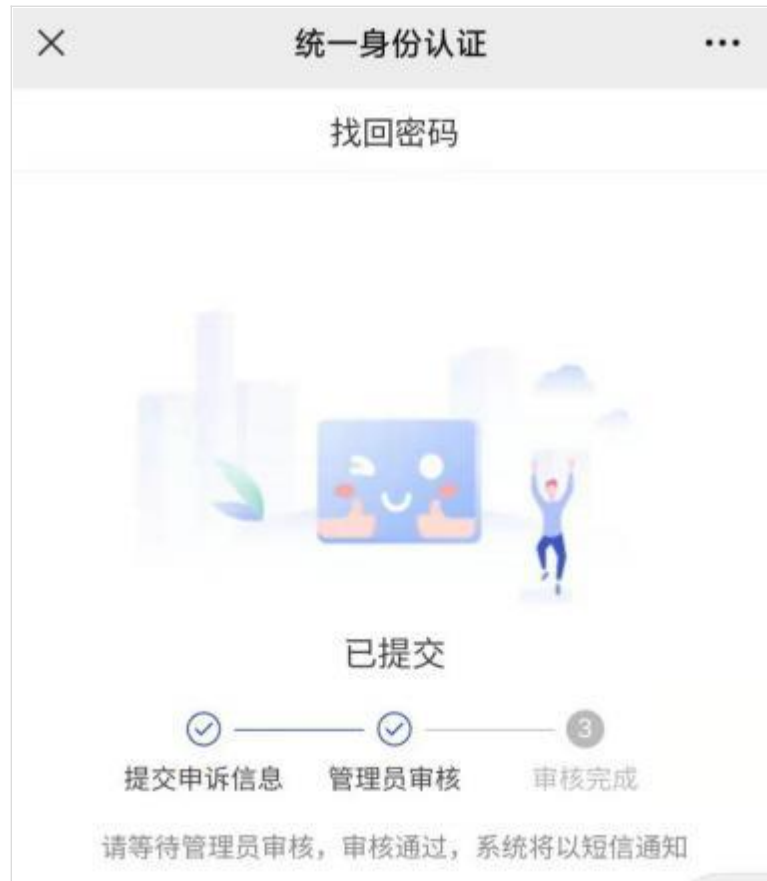 统一身份认证
找回密码
已提交
3
提交申诉信息 管理员审核 审核完成
请等待管理员审核，审核通过，系统将以短信通知